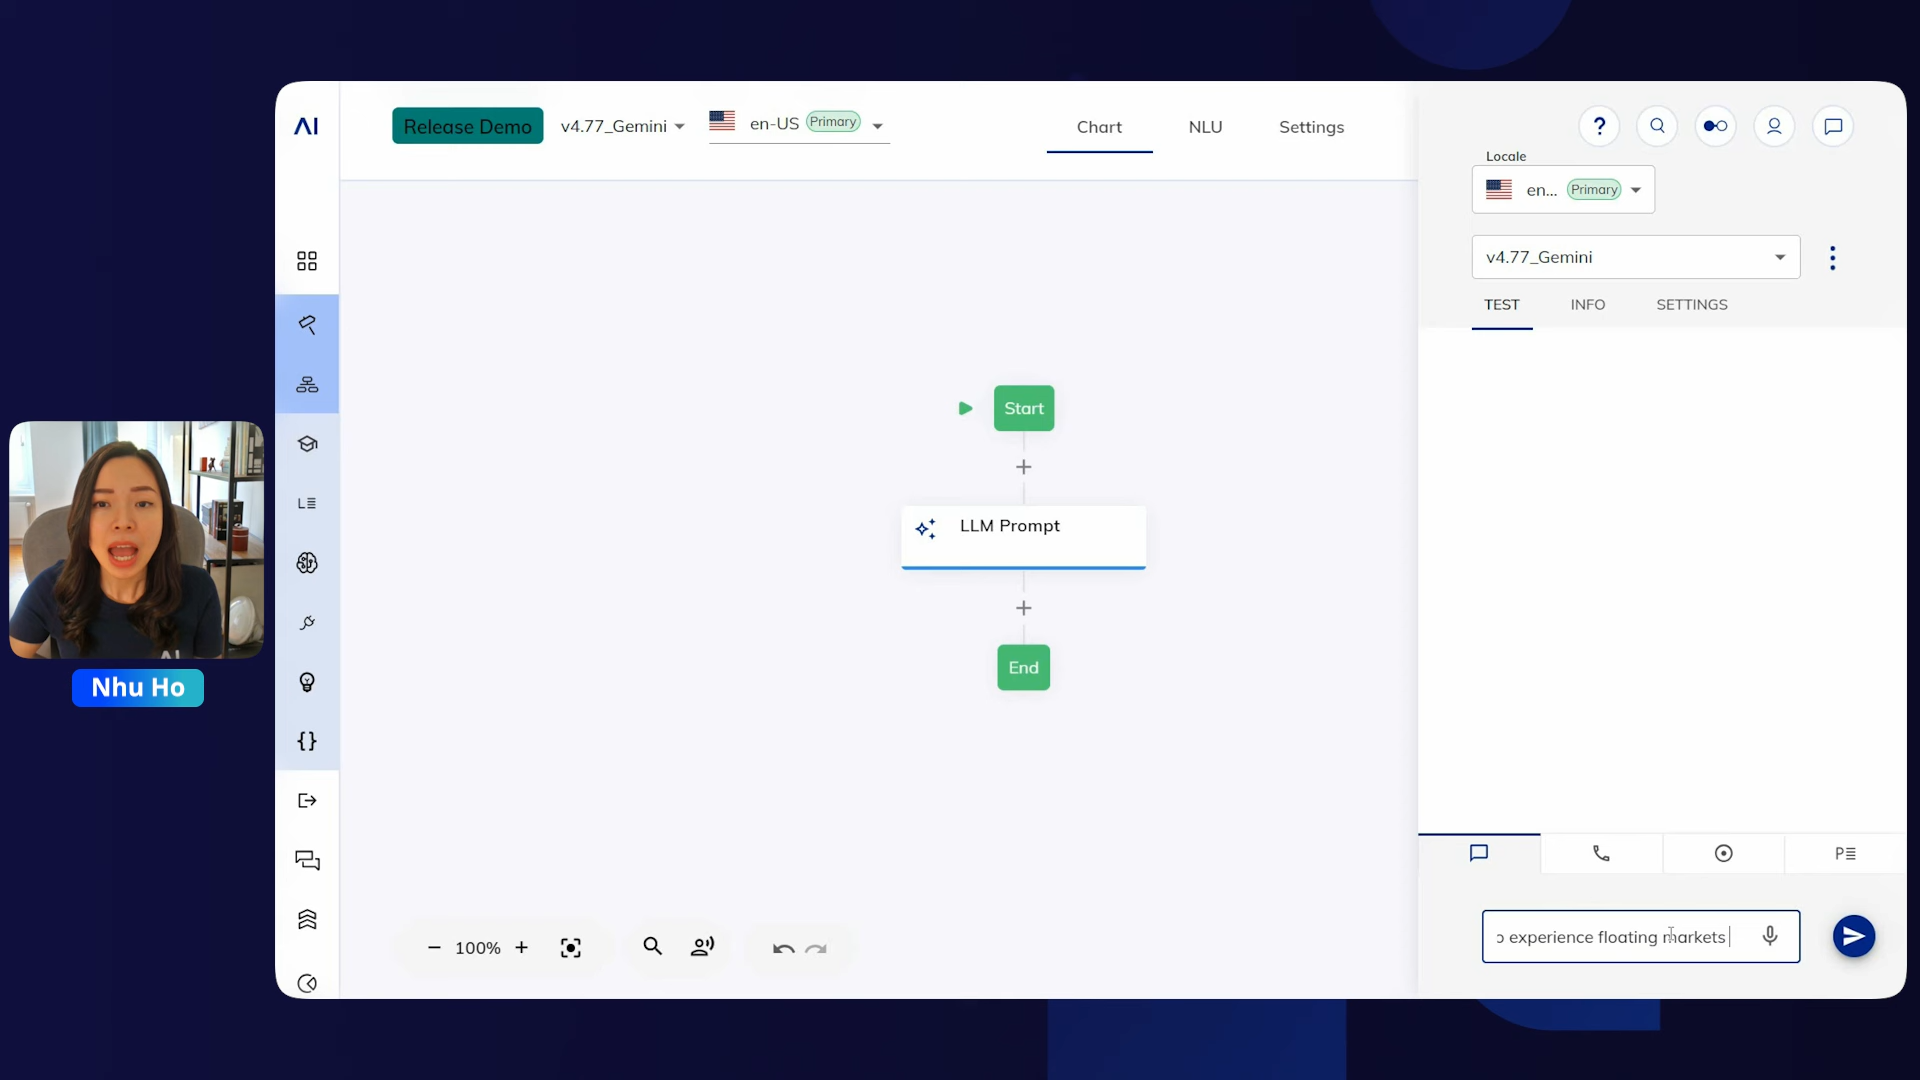 AI
Release Demo
v4.77_Gemini
en-US
Primary
Chart
NLU
Settings
?
Locale
en...
Primary
v4.77_Gemini
TEST
INFO
SETTINGS
Start
+
LLM Prompt
+
End
Nhu Ho
L
{}
P
− 100% +
o experience floating markets